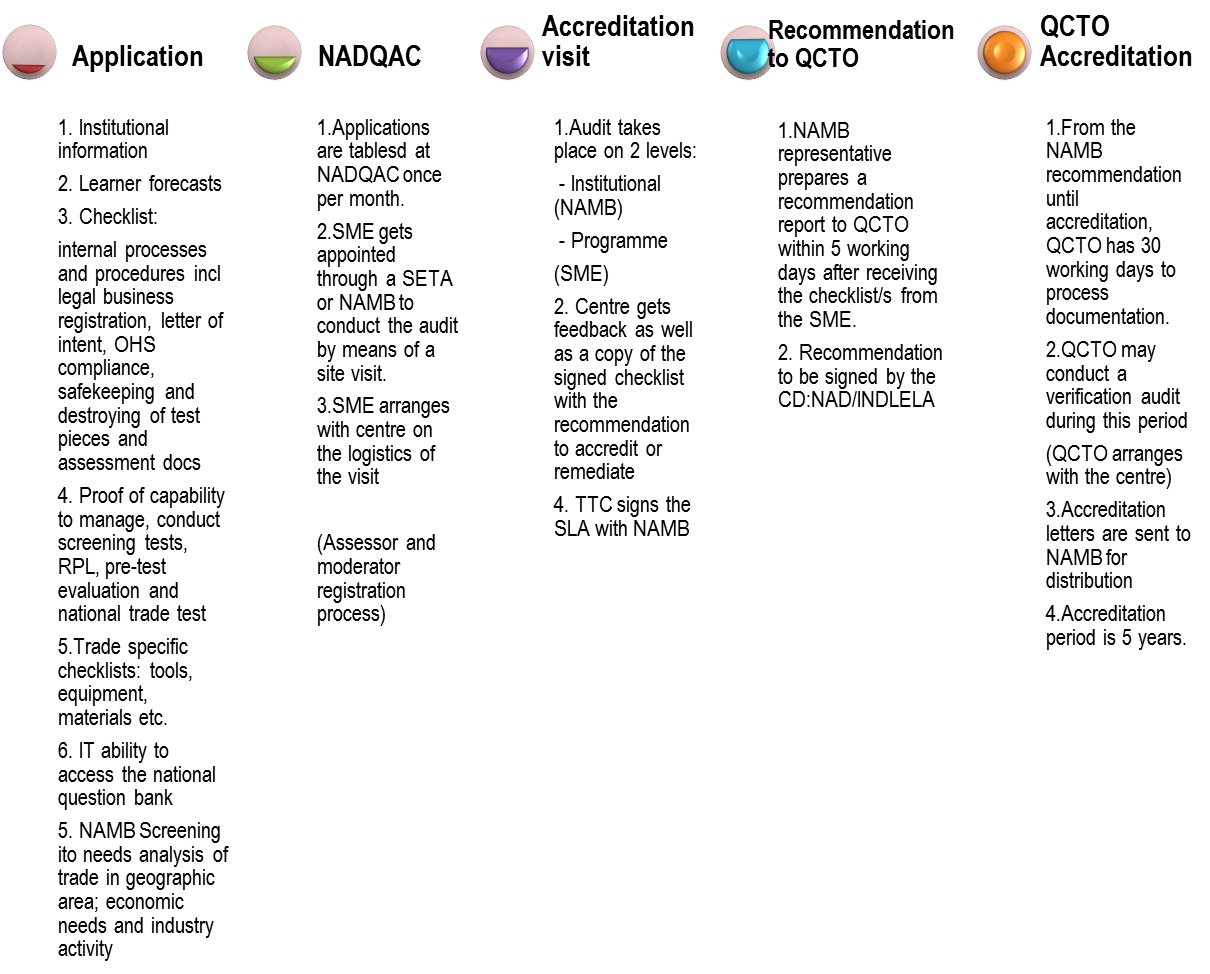 Application
1. Institutional
information
2. Learner forecasts
3. Checklist:
internal processes
and procedures incl
legal business
registration, letter of
intent, OHS
compliance,
safekeeping and
destroying of test
pieces and
assessment docs
4. Proof of capability
to manage, conduct
screening tests,
RPL, pre-test
evaluation and
national trade test
5.Trade specific
checklists: tools,
equipment,
materials etc.
6. IT ability to
access the national
question bank
5. NAMB Screening
ito needs analysis of
trade in geographic
area; economic
needs and industry
activity
NADQAC
1.Applications
are tablesd at
NADQAC once
per month.
2.SME gets
appointed
through a SETA
or NAMB to
conduct the audit
by means of a
site visit.
3.SME arranges
with centre on
the logistics of
the visit
(Assessor and
moderator
registration
process)
Accreditation
visit
1.Audit takes
place on 2 levels:
- Institutional
(NAMB)
- Programme
(SME)
2. Centre gets
feedback as well
as a copy of the
signed checklist
with the
recommendation
to accredit or
remediate
4. TTC signs the
SLA with NAMB
Recommendation
to QCTO
1.NAMB
representative
prepares a
recommendation
report to QCTO
within 5 working
days after receiving
the checklist/s from
the SME.
2. Recommendation
to be signed by the
CD:NAD/INDLELA
QCTO
Accreditation
1.From the
NAMB
recommendation
until
accreditation,
QCTO has 30
working days to
process
documentation.
2.QCTO may
conduct a
verification audit
during this period
(QCTO arranges
with the centre)
3.Accreditation
letters are sent to
NAMB for
distribution
4.Accreditation
period is 5 years.